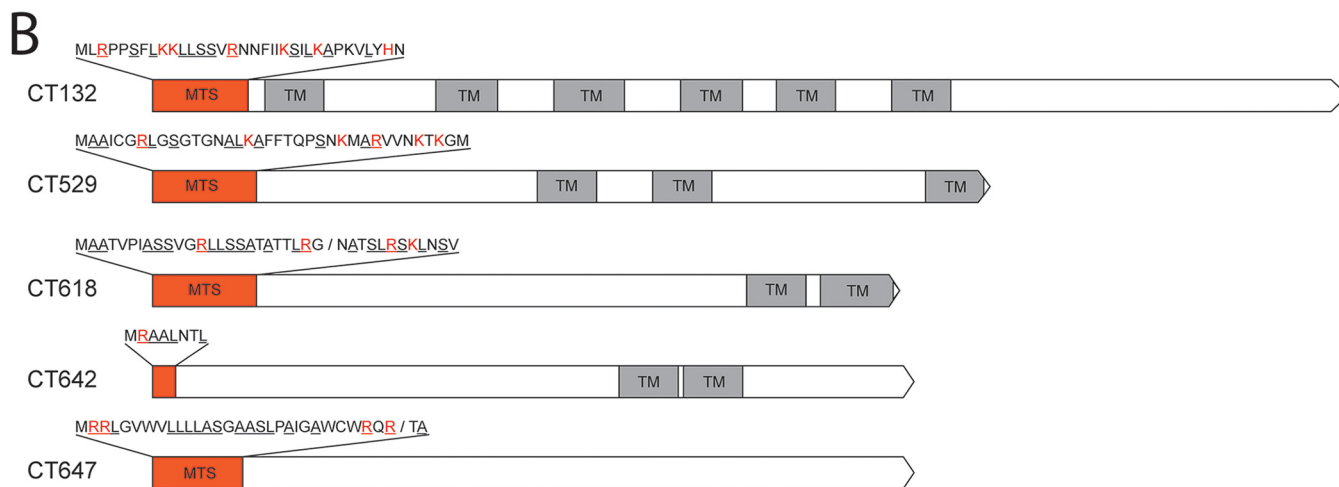 B
MLRPPSFLKKLLSSVRNNFIIKSILKAPKVLYHN
CT132 MTS TM TM TM TM TM TM
MAAICGRLGSGTGNALKAFFTQPSNKMARVVNKTKGM
CT529 MTS TM TM TM
MAATVPIASSVGRLLSSATATTLRG / NATSLRSKLNSV
CT618 MTS TM TM
MRAALNTL
CT642 TM TM
MRRLGVWVLLLLASGAASLPAIGAWCWRQR / TA
CT647 MTS